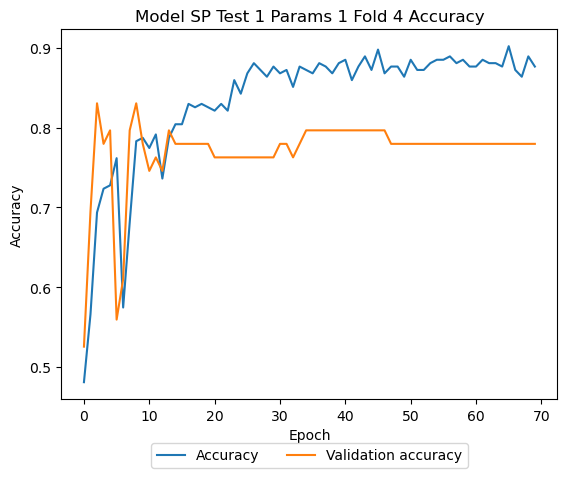 Model SP Test 1 Params 1 Fold 4 Accuracy
Accuracy
0.9
0.8
0.7
0.6
0.5
0 10 20 30 40 50 60 70
Epoch
Accuracy Validation accuracy